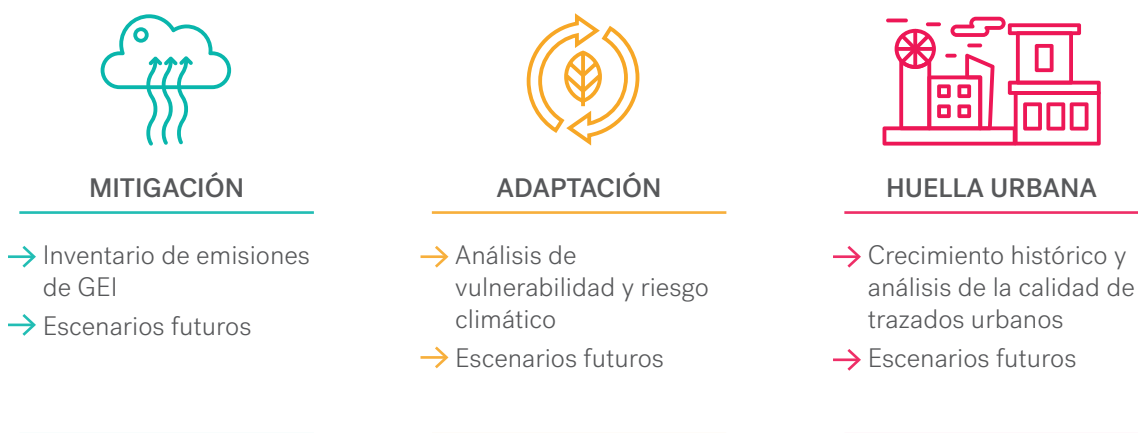 MITIGACIÓN
Inventario de emisiones
de GEI
Escenarios futuros
ADAPTACIÓN
Análisis de
vulnerabilidad y riesgo
climático
Escenarios futuros
HUELLA URBANA
Crecimiento histórico y
análisis de la calidad de
trazados urbanos
Escenarios futuros